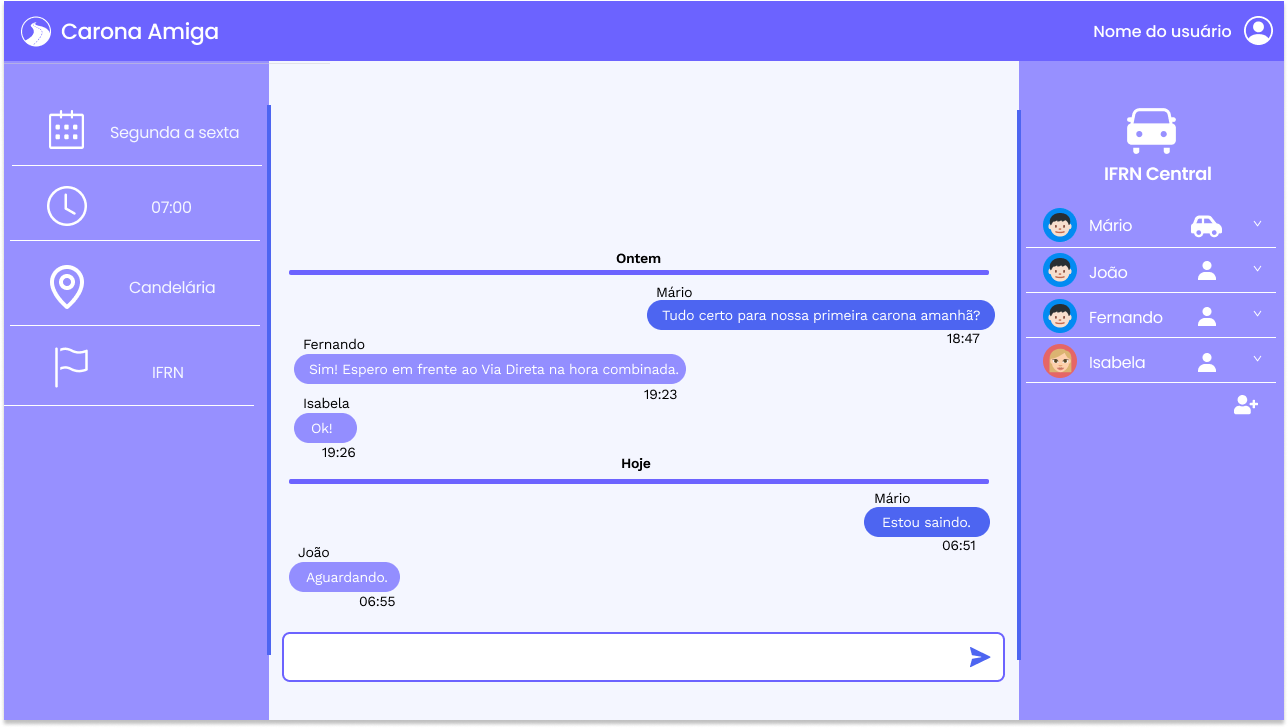 Carona Amiga
Nome do usuário
Segunda a sexta
07:00
Candelária
IFRN
Ontem
Mário
Tudo certo para nossa primeira carona amanhã?
18:47
Fernando
Sim! Espero em frente ao Via Direta na hora combinada.
19:23
Isabela
Ok!
19:26
Hoje
Mário
Estou saindo.
06:51
João
Aguardando.
06:55
IFRN Central
Mário
João
Fernando
Isabela